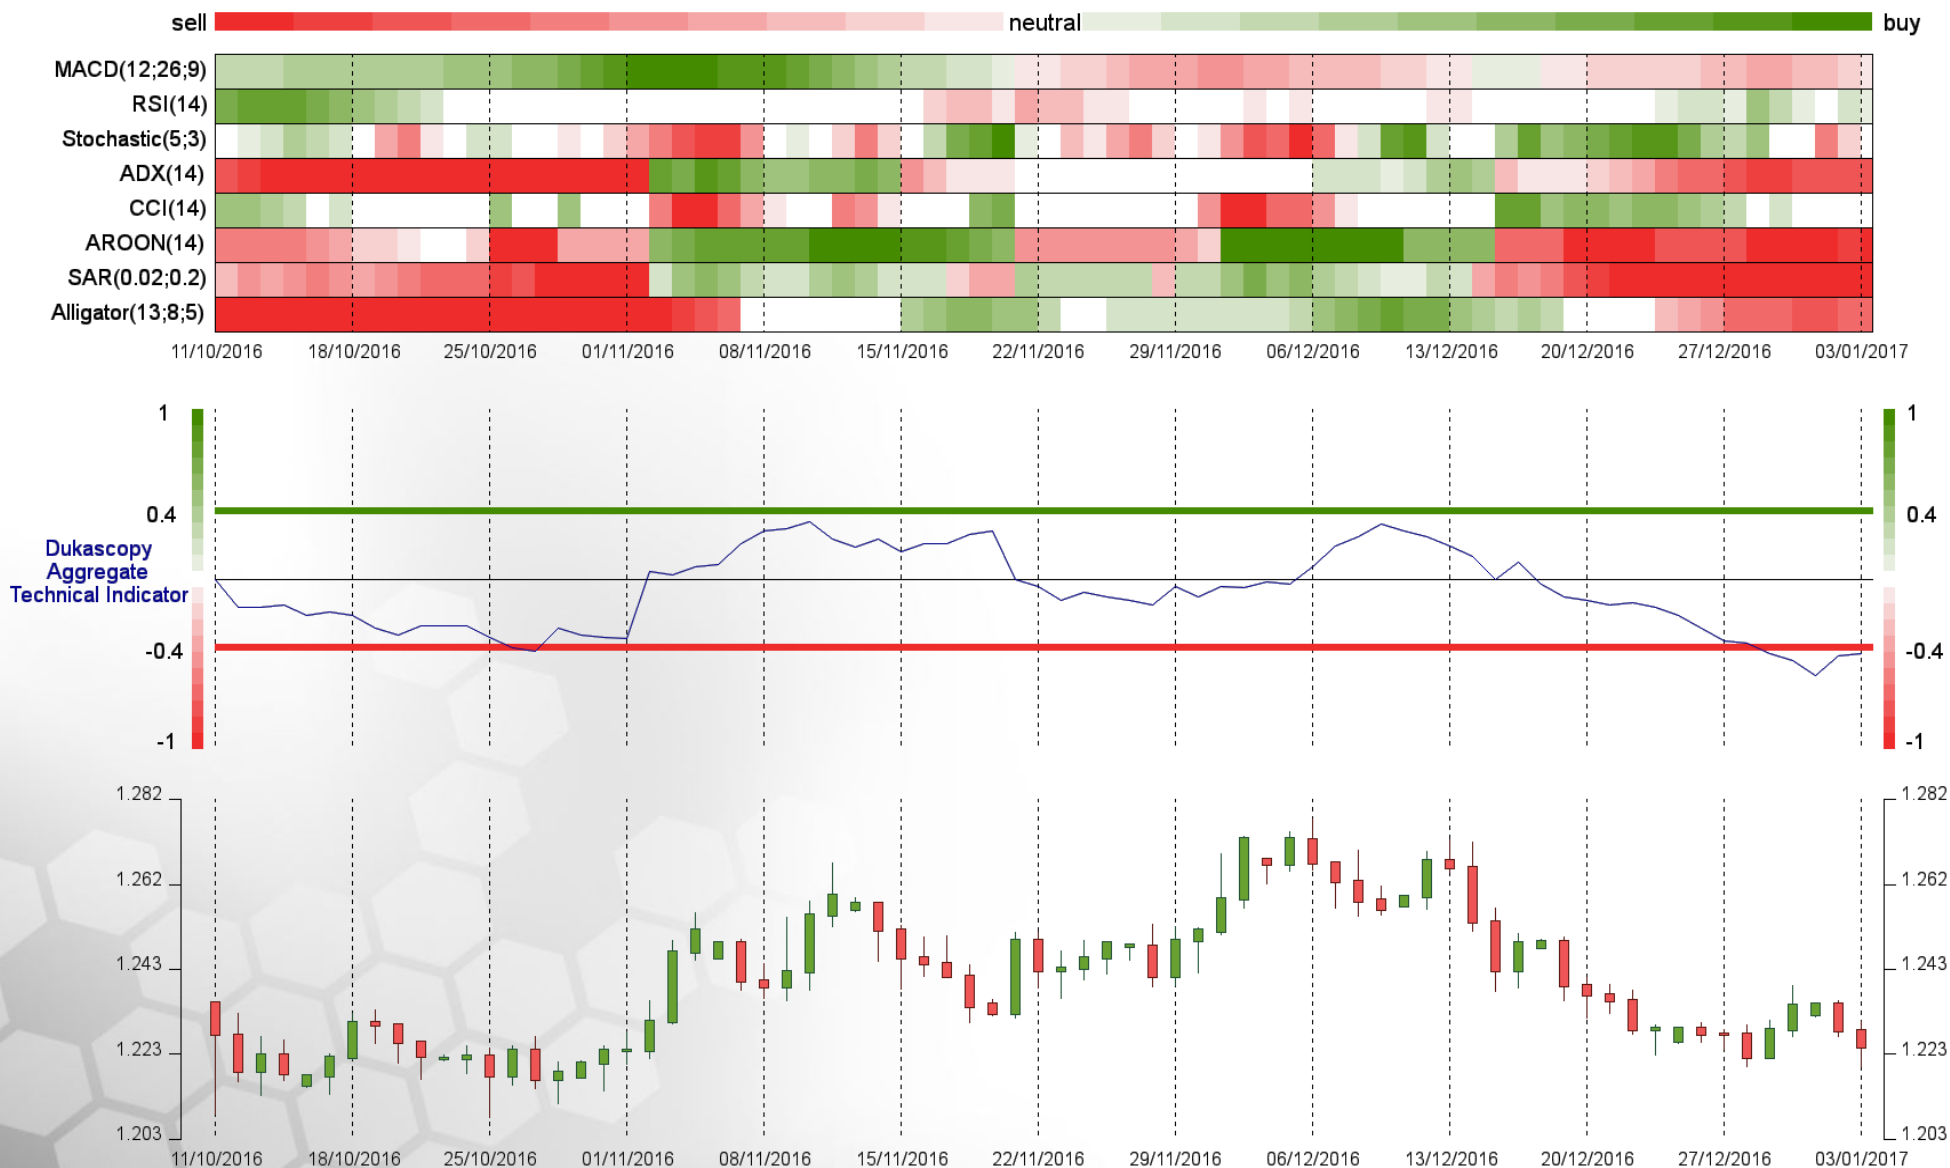 sell neutral buy
MACD(12;26;9)
RSI(14)
Stochastic(5;3)
ADX(14)
CCI(14)
AROON(14)
SAR(0.02;0.2)
Alligator(13;8;5)
11/10/2016 18/10/2016 25/10/2016 01/11/2016 08/11/2016 15/11/2016 22/11/2016 29/11/2016 06/12/2016 13/12/2016 20/12/2016 27/12/2016 03/01/2017
1 1
0.4 0.4
Dukascopy
Aggregate
Technical Indicator
-0.4 -0.4
-1 -1
1.282 1.282
1.262 1.262
1.243 1.243
1.223 1.223
1.203 1.203
11/10/2016 18/10/2016 25/10/2016 01/11/2016 08/11/2016 15/11/2016 22/11/2016 29/11/2016 06/12/2016 13/12/2016 20/12/2016 27/12/2016 03/01/2017